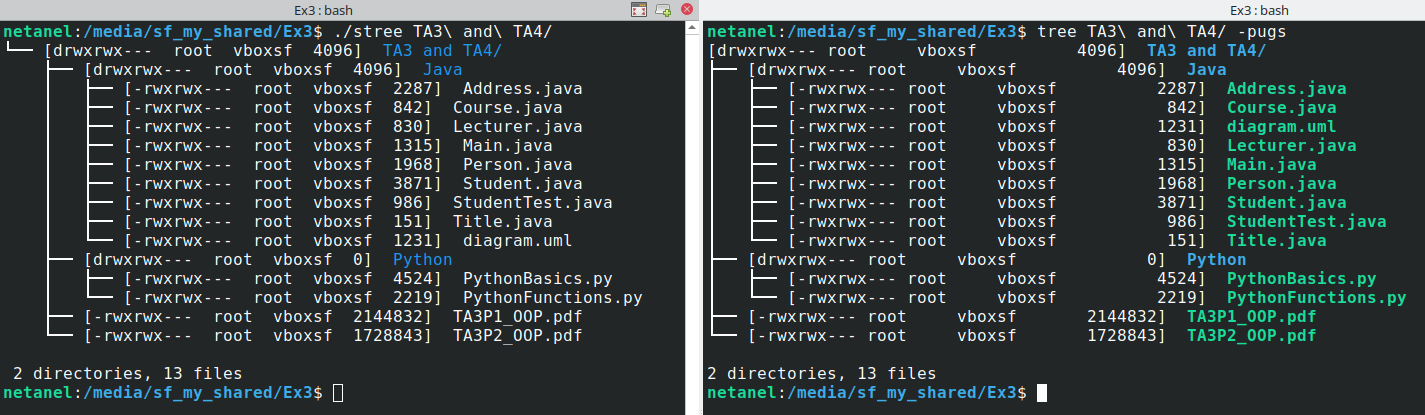 Ex3 : bash
netanel:/media/sf_my_shared/Ex3$ ./stree TA3\ and\ TA4/
└── [drwxrwx---  root  vboxsf  4096]  TA3 and TA4/
    ├── [drwxrwx---  root  vboxsf  4096]  Java
    │   ├── [-rwxrwx---  root  vboxsf  2287]  Address.java
    │   ├── [-rwxrwx---  root  vboxsf  842]  Course.java
    │   ├── [-rwxrwx---  root  vboxsf  830]  Lecturer.java
    │   ├── [-rwxrwx---  root  vboxsf  1315]  Main.java
    │   ├── [-rwxrwx---  root  vboxsf  1968]  Person.java
    │   ├── [-rwxrwx---  root  vboxsf  3871]  Student.java
    │   ├── [-rwxrwx---  root  vboxsf  986]  StudentTest.java
    │   ├── [-rwxrwx---  root  vboxsf  151]  Title.java
    │   └── [-rwxrwx---  root  vboxsf  1231]  diagram.uml
    ├── [drwxrwx---  root  vboxsf  0]  Python
    │   ├── [-rwxrwx---  root  vboxsf  4524]  PythonBasics.py
    │   └── [-rwxrwx---  root  vboxsf  2219]  PythonFunctions.py
    ├── [-rwxrwx---  root  vboxsf  2144832]  TA3P1_OOP.pdf
    └── [-rwxrwx---  root  vboxsf  1728843]  TA3P2_OOP.pdf
2 directories, 13 files
netanel:/media/sf_my_shared/Ex3$
Ex3 : bash
netanel:/media/sf_my_shared/Ex3$ tree TA3\ and\ TA4/ -pugs
[drwxrwx--- root     vboxsf          4096]  TA3 and TA4/
├── [drwxrwx--- root     vboxsf          4096]  Java
│   ├── [-rwxrwx--- root     vboxsf          2287]  Address.java
│   ├── [-rwxrwx--- root     vboxsf           842]  Course.java
│   ├── [-rwxrwx--- root     vboxsf          1231]  diagram.uml
│   ├── [-rwxrwx--- root     vboxsf           830]  Lecturer.java
│   ├── [-rwxrwx--- root     vboxsf          1315]  Main.java
│   ├── [-rwxrwx--- root     vboxsf          1968]  Person.java
│   ├── [-rwxrwx--- root     vboxsf          3871]  Student.java
│   ├── [-rwxrwx--- root     vboxsf           986]  StudentTest.java
│   └── [-rwxrwx--- root     vboxsf           151]  Title.java
├── [drwxrwx--- root     vboxsf             0]  Python
│   ├── [-rwxrwx--- root     vboxsf          4524]  PythonBasics.py
│   └── [-rwxrwx--- root     vboxsf          2219]  PythonFunctions.py
├── [-rwxrwx--- root     vboxsf       2144832]  TA3P1_OOP.pdf
└── [-rwxrwx--- root     vboxsf       1728843]  TA3P2_OOP.pdf
2 directories, 13 files
netanel:/media/sf_my_shared/Ex3$